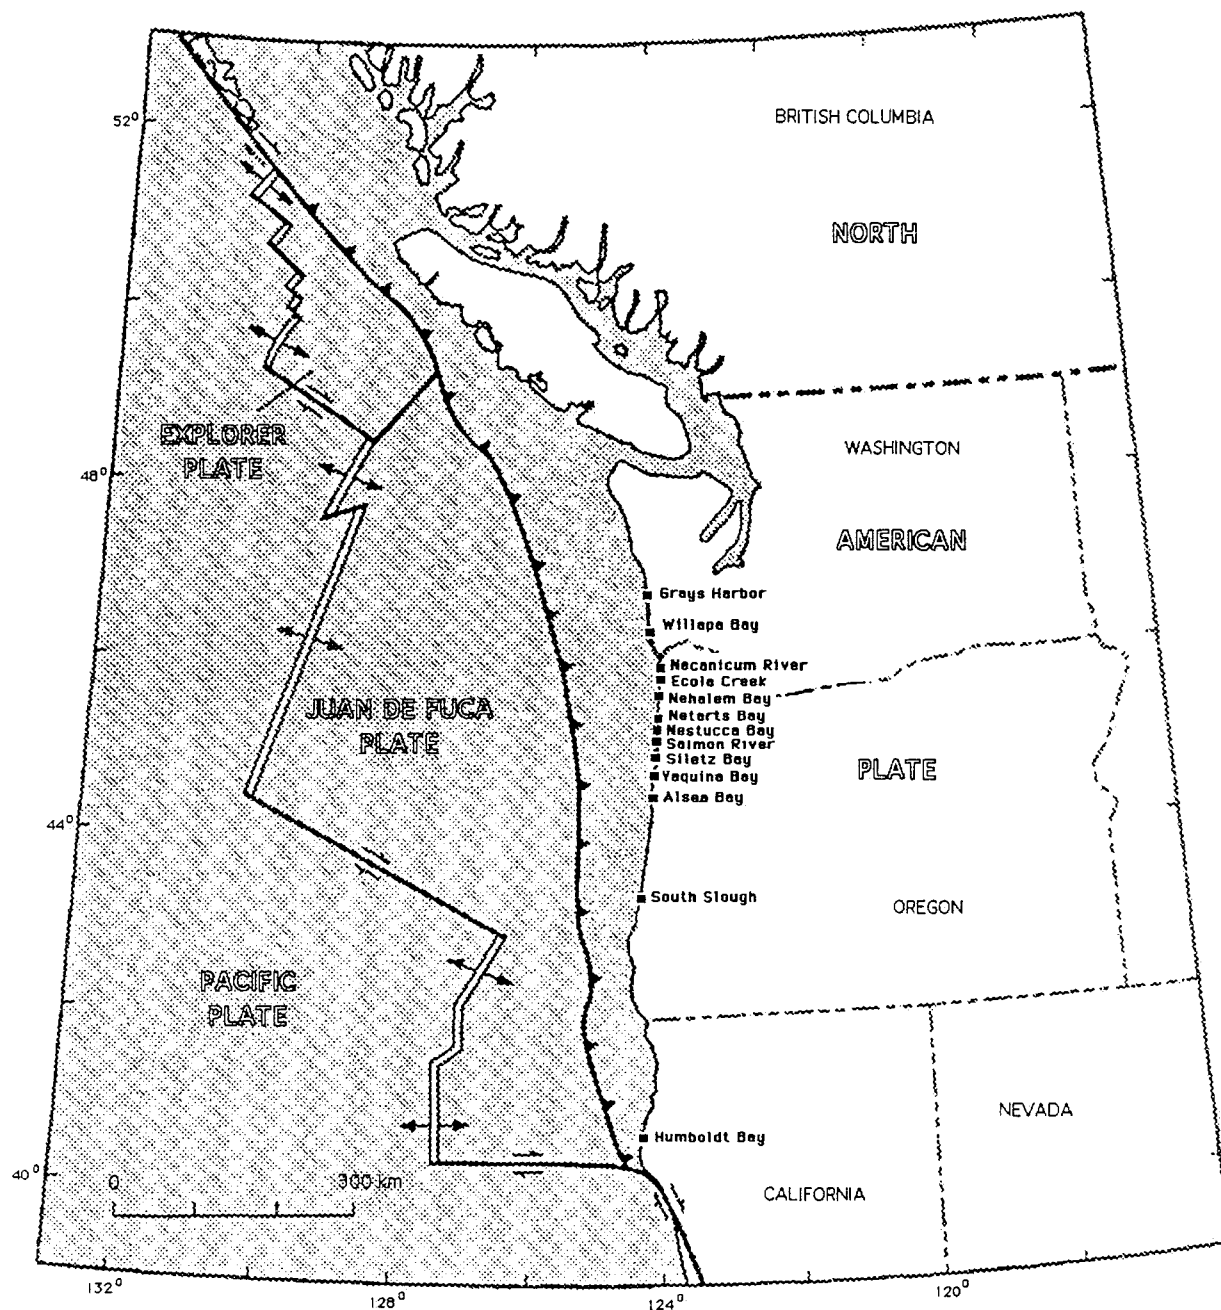 52°
BRITISH COLUMBIA
NORTH
EXPLORER
PLATE
WASHINGTON
48°
AMERICAN
Grays Harbor
Willapa Bay
Necanicum River
Ecola Creek
Nehalem Bay
Netarts Bay
Nestucca Bay
Salmon River
Siletz Bay
Yaquina Bay
Alsea Bay
JUAN DE FUCA
PLATE
PLATE
44°
South Slough
OREGON
PACIFIC
PLATE
NEVADA
Humboldt Bay
40°
0 300 km
CALIFORNIA
132° 128° 124° 120°